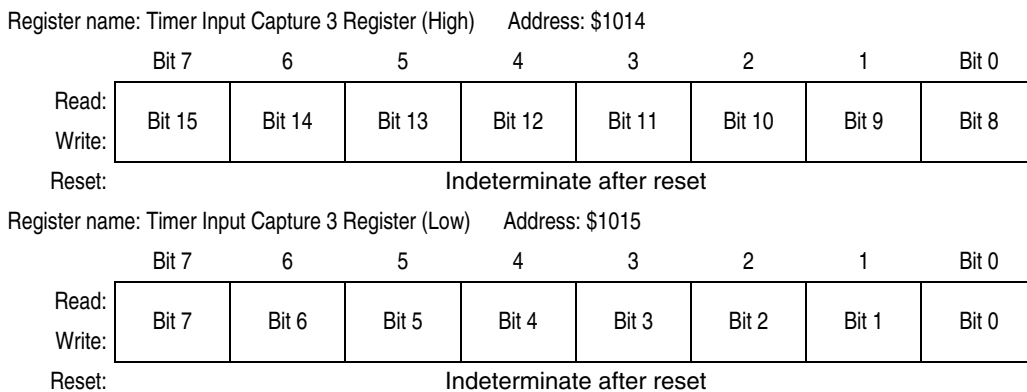 Register name: Timer Input Capture 3 Register (High) Address: $1014
Bit 7 6 5 4 3 2 1 Bit 0
Read:
Bit 15 Bit 14 Bit 13 Bit 12 Bit 11 Bit 10 Bit 9 Bit 8
Write:
Reset: Indeterminate after reset
Register name: Timer Input Capture 3 Register (Low) Address: $1015
Bit 7 6 5 4 3 2 1 Bit 0
Read:
Bit 7 Bit 6 Bit 5 Bit 4 Bit 3 Bit 2 Bit 1 Bit 0
Write:
Reset: Indeterminate after reset